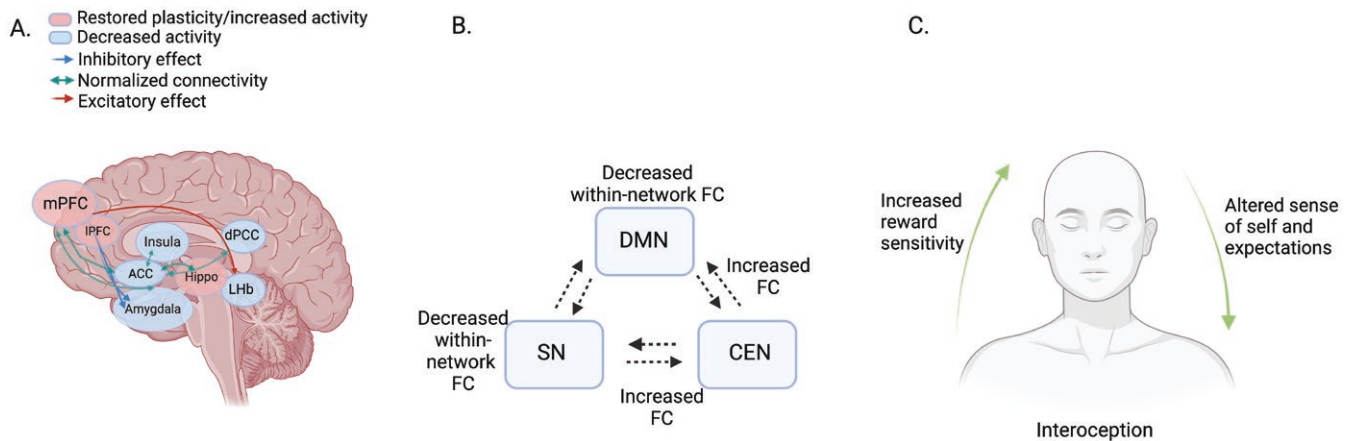 A.
Restored plasticity/increased activity
Decreased activity
Inhibitory effect
Normalized connectivity
Excitatory effect
mPFC
lPFC
Insula
dPCC
ACC
Hippo
LHb
Amygdala
B.
Decreased
within-network FC
DMN
Increased
FC
Decreased
within-
network
FC
SN
CEN
Increased
FC
C.
Increased
reward
sensitivity
Altered sense
of self and
expectations
Interoception